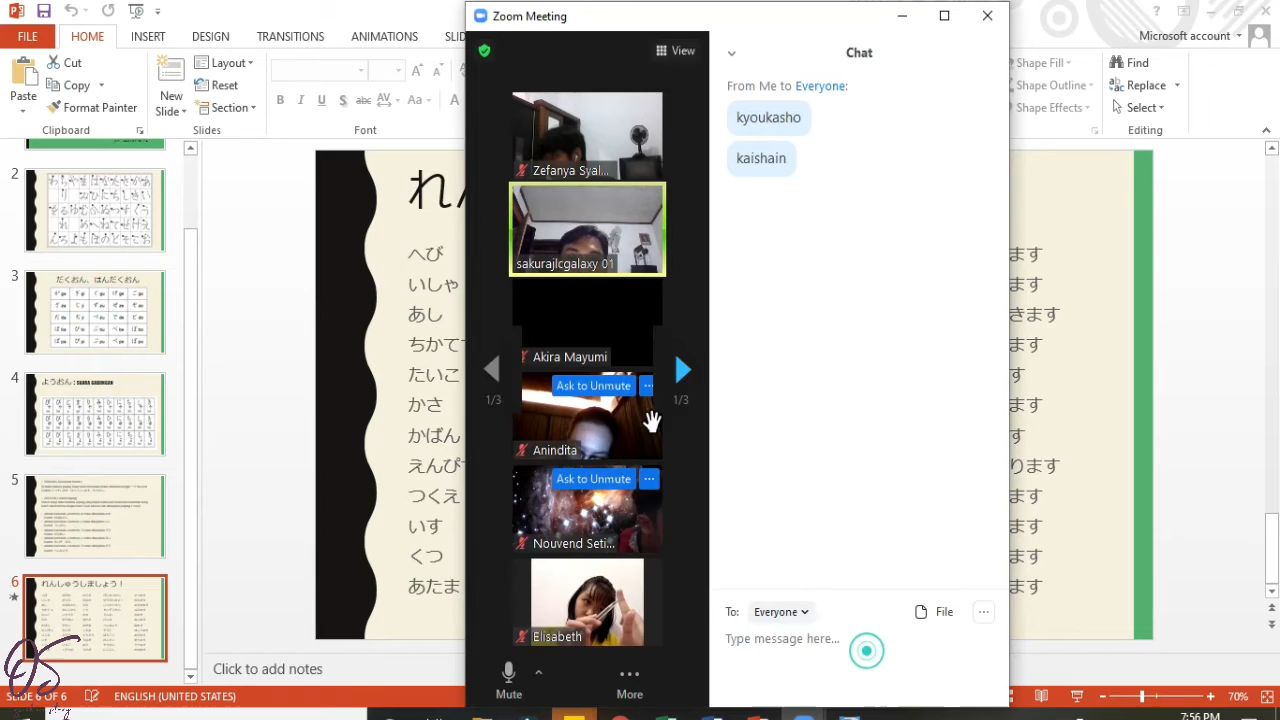 Zoom Meeting
FILE HOME INSERT DESIGN TRANSITIONS ANIMATIONS
Microsoft account
Cut
Copy
Format Painter
Paste
Clipboard
New
Slide
Layout
Reset
Section
Slides
B I U S abc AV Aa A
Font
Shape Fill
Shape Outline
Shape Effects
Find
Replace
Select
Editing
View
Chat
From Me to Everyone:
kyoukasho
kaishain
Zefanya Syal...
sakurajlcgalaxy 01
Akira Mayumi
Ask to Unmute
Anindita
Ask to Unmute
Nouvend Seti...
Elisabeth
1/3
1/3
Mute
More
To: Everyone
File
Type message here...
2
3
だくおん、はんだくおん
4
ようおん : SUARA GABUNGAN
5
6
れんしゅうしましょう!
れん
へび
いしゃ
あし
ちかて
たいこ
かさ
かばん
えんぴ
つくえ
いす
くつ
あたま
ます
ます
きます
ます
す
ます
す
ります
ます
ます
ます
ます
Click to add notes
SLIDE 6 OF 6
ENGLISH (UNITED STATES)
70%
7:56 PM